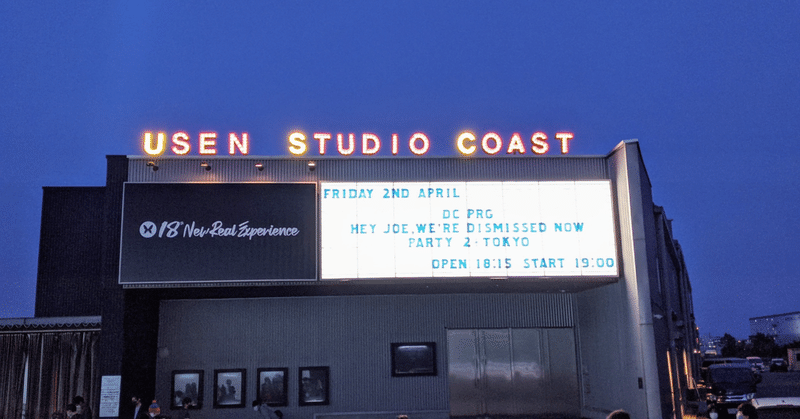 USEN STUDIO COAST
18 New Real Experience
FRIDAY 2ND APRIL
DC PRG
HEY JOE,WE'RE DISMISSED NOW
PARTY 2 TOKYO
OPEN 18:15 START 19:00